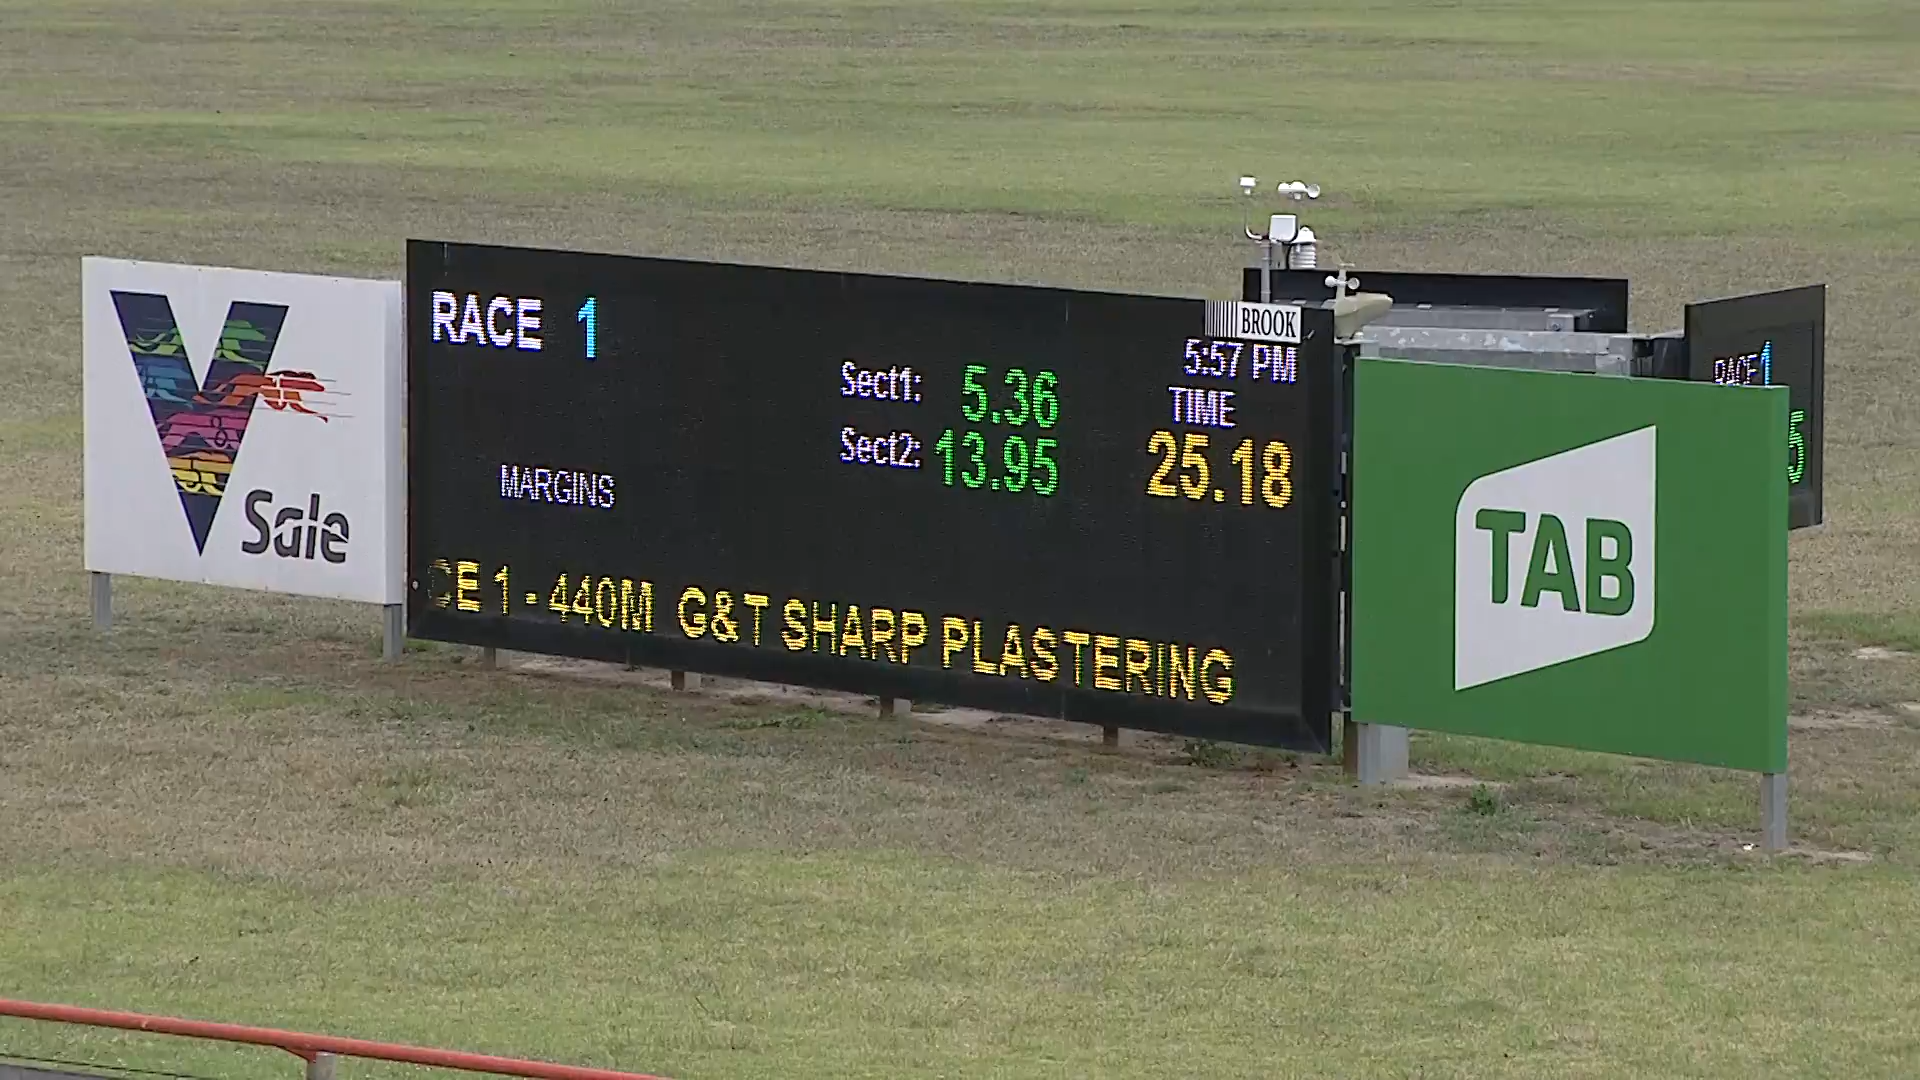 Sale
RACE 1
BROOK
5:57 PM
Sect1: 5.36
TIME
Sect2: 13.95
25.18
MARGINS
CE 1 - 440M G&T SHARP PLASTERING
TAB
RACE 1
5